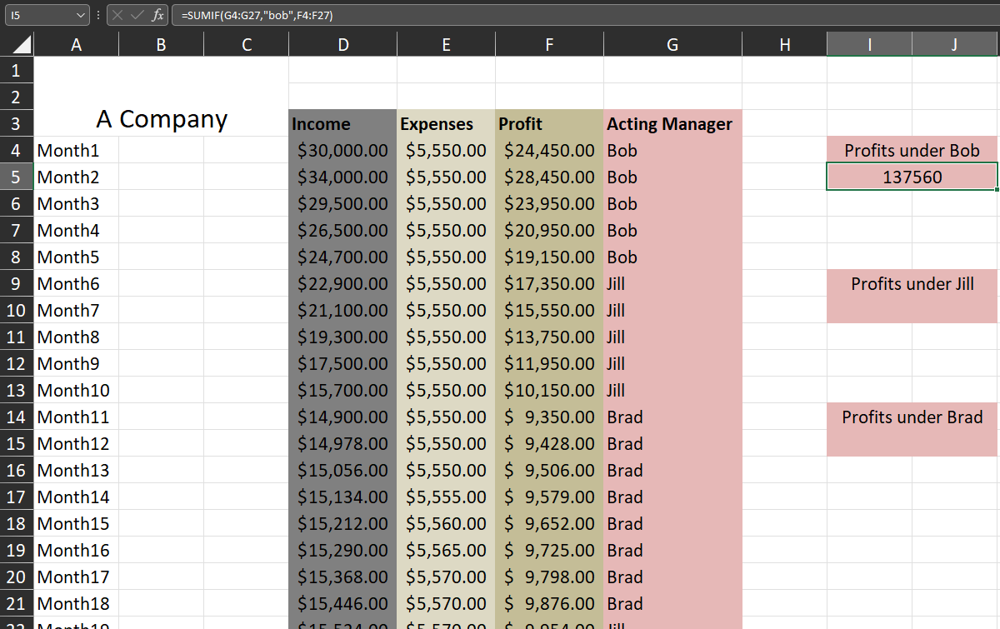 I5 fx =SUMIF(G4:G27,"bob",F4:F27)
A B C D E F G H I J
1
2
3 A Company Income Expenses Profit Acting Manager
4 Month1 $30,000.00 $5,550.00 $24,450.00 Bob Profits under Bob
5 Month2 $34,000.00 $5,550.00 $28,450.00 Bob 137560
6 Month3 $29,500.00 $5,550.00 $23,950.00 Bob
7 Month4 $26,500.00 $5,550.00 $20,950.00 Bob
8 Month5 $24,700.00 $5,550.00 $19,150.00 Bob
9 Month6 $22,900.00 $5,550.00 $17,350.00 Jill Profits under Jill
10 Month7 $21,100.00 $5,550.00 $15,550.00 Jill
11 Month8 $19,300.00 $5,550.00 $13,750.00 Jill
12 Month9 $17,500.00 $5,550.00 $11,950.00 Jill
13 Month10 $15,700.00 $5,550.00 $10,150.00 Jill
14 Month11 $14,900.00 $5,550.00 $ 9,350.00 Brad Profits under Brad
15 Month12 $14,978.00 $5,550.00 $ 9,428.00 Brad
16 Month13 $15,056.00 $5,550.00 $ 9,506.00 Brad
17 Month14 $15,134.00 $5,555.00 $ 9,579.00 Brad
18 Month15 $15,212.00 $5,560.00 $ 9,652.00 Brad
19 Month16 $15,290.00 $5,565.00 $ 9,725.00 Brad
20 Month17 $15,368.00 $5,570.00 $ 9,798.00 Brad
21 Month18 $15,446.00 $5,570.00 $ 9,876.00 Brad